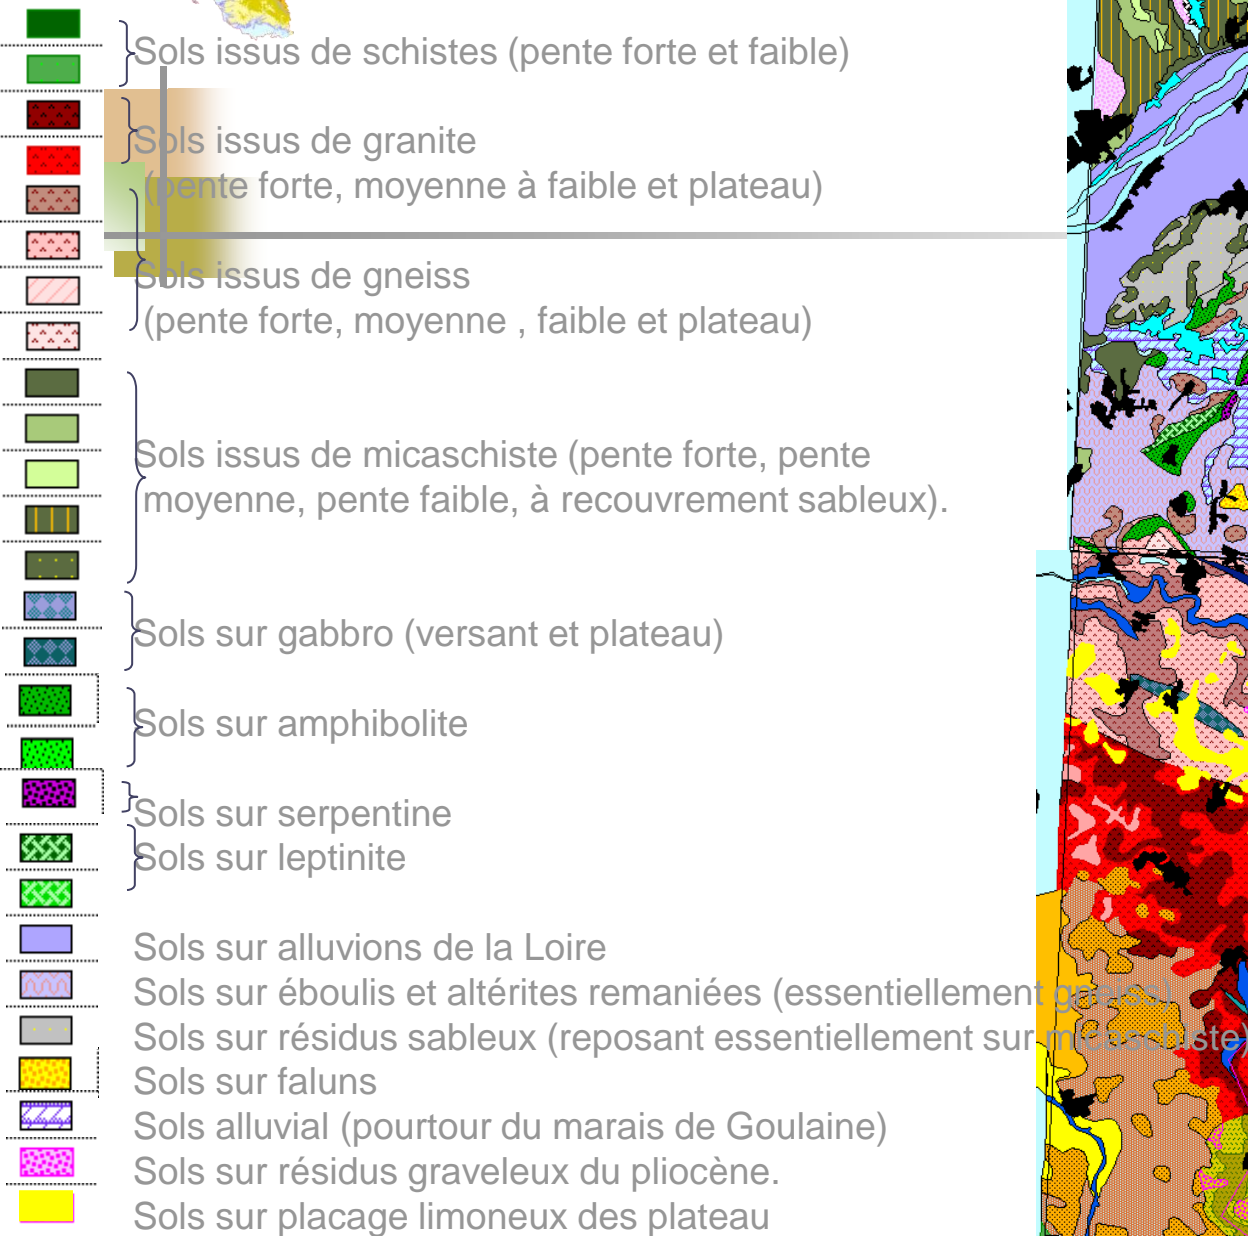 Sols issus de schistes (pente forte et faible)
Sols issus de granite
(pente forte, moyenne à faible et plateau)
Sols issus de gneiss
(pente forte, moyenne , faible et plateau)
Sols issus de micaschiste (pente forte, pente
moyenne, pente faible, à recouvrement sableux).
Sols sur gabbro (versant et plateau)
Sols sur amphibolite
Sols sur serpentine
Sols sur leptinite
Sols sur alluvions de la Loire
Sols sur éboulis et altérites remaniées (essentiellement gneiss)
Sols sur résidus sableux (reposant essentiellement sur micaschiste)
Sols sur faluns
Sols alluvial (pourtour du marais de Goulaine)
Sols sur résidus graveleux du pliocène.
Sols sur placage limoneux des plateau